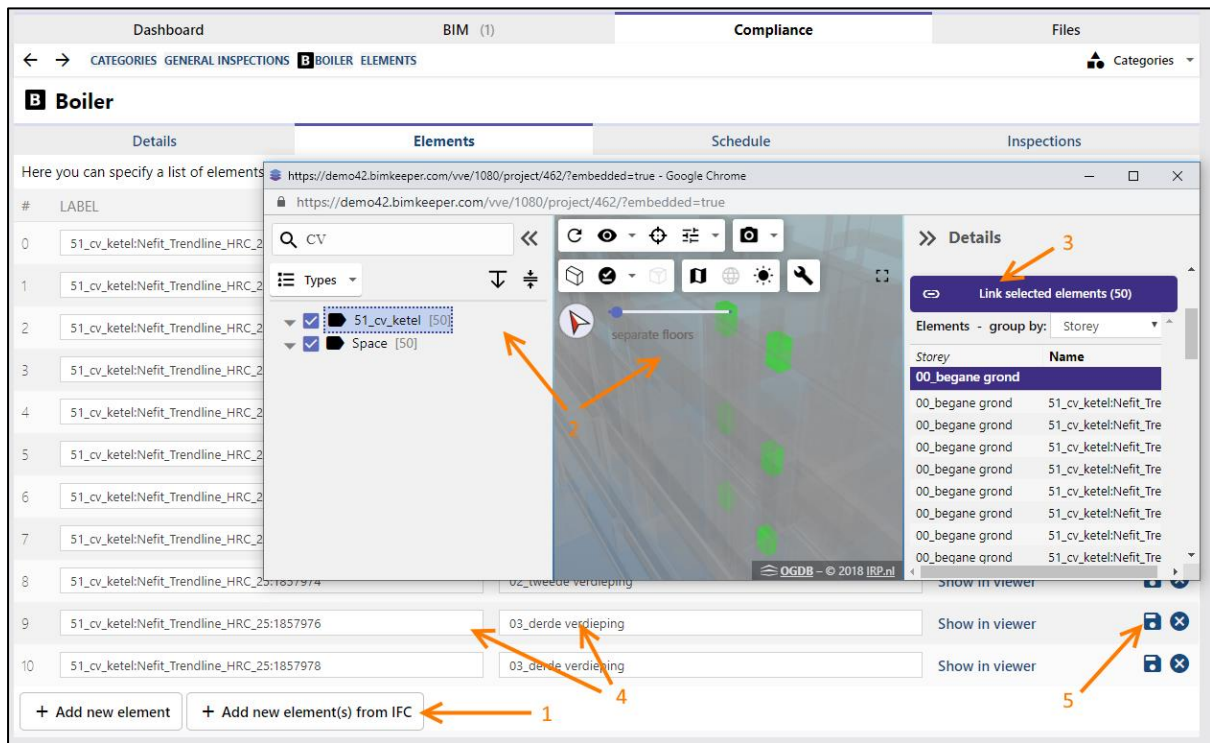 Dashboard BIM (1) Compliance Files
CATEGORIES GENERAL INSPECTIONS B BOILER ELEMENTS Categories
B Boiler
Details Elements Schedule Inspections
Here you can specify a list of elements
# LABEL
0 51_cv_ketel:Nefit_Trendline_HRC_2
1 51_cv_ketel:Nefit_Trendline_HRC_2
2 51_cv_ketel:Nefit_Trendline_HRC_2
3 51_cv_ketel:Nefit_Trendline_HRC_2
4 51_cv_ketel:Nefit_Trendline_HRC_2
5 51_cv_ketel:Nefit_Trendline_HRC_2
6 51_cv_ketel:Nefit_Trendline_HRC_2
7 51_cv_ketel:Nefit_Trendline_HRC_2
8 51_cv_ketel:Nefit_Trendline_HRC_25:1857974 02_tweede verdieping Show in viewer
9 51_cv_ketel:Nefit_Trendline_HRC_25:1857976 03_derde verdieping Show in viewer
10 51_cv_ketel:Nefit_Trendline_HRC_25:1857978 03_derde verdieping Show in viewer
+ Add new element + Add new element(s) from IFC
1
4
5
https://demo42.bimkeeper.com/vve/1080/project/462/?embedded=true - Google Chrome
https://demo42.bimkeeper.com/vve/1080/project/462/?embedded=true
CV
Types
51_cv_ketel [50]
Space [50]
2
separate floors
OGDB – © 2018 IRP.nl
Details
3
Link selected elements (50)
Elements - group by: Storey
Storey Name
00_begane grond
00_begane grond 51_cv_ketel:Nefit_Tre
00_begane grond 51_cv_ketel:Nefit_Tre
00_begane grond 51_cv_ketel:Nefit_Tre
00_begane grond 51_cv_ketel:Nefit_Tre
00_begane grond 51_cv_ketel:Nefit_Tre
00_begane grond 51_cv_ketel:Nefit_Tre
00_begane grond 51_cv_ketel:Nefit_Tre
00_begane grond 51_cv_ketel:Nefit_Tre